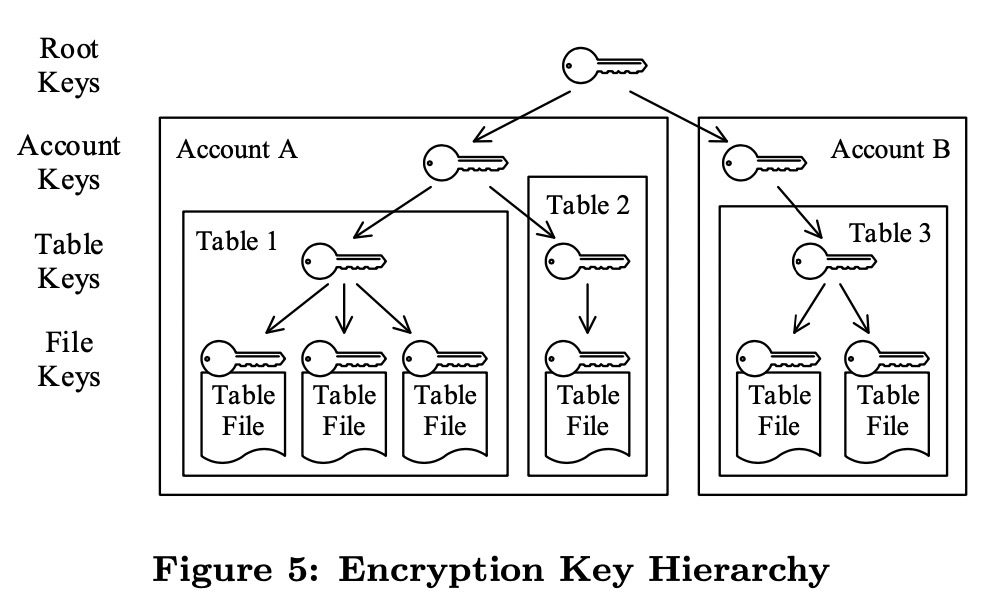 Root
Keys
Account
Keys
Account A
Account B
Table 2
Table
Keys
Table 1
Table 3
File
Keys
Table
File
Table
File
Table
File
Table
File
Table
File
Table
File
Figure 5: Encryption Key Hierarchy